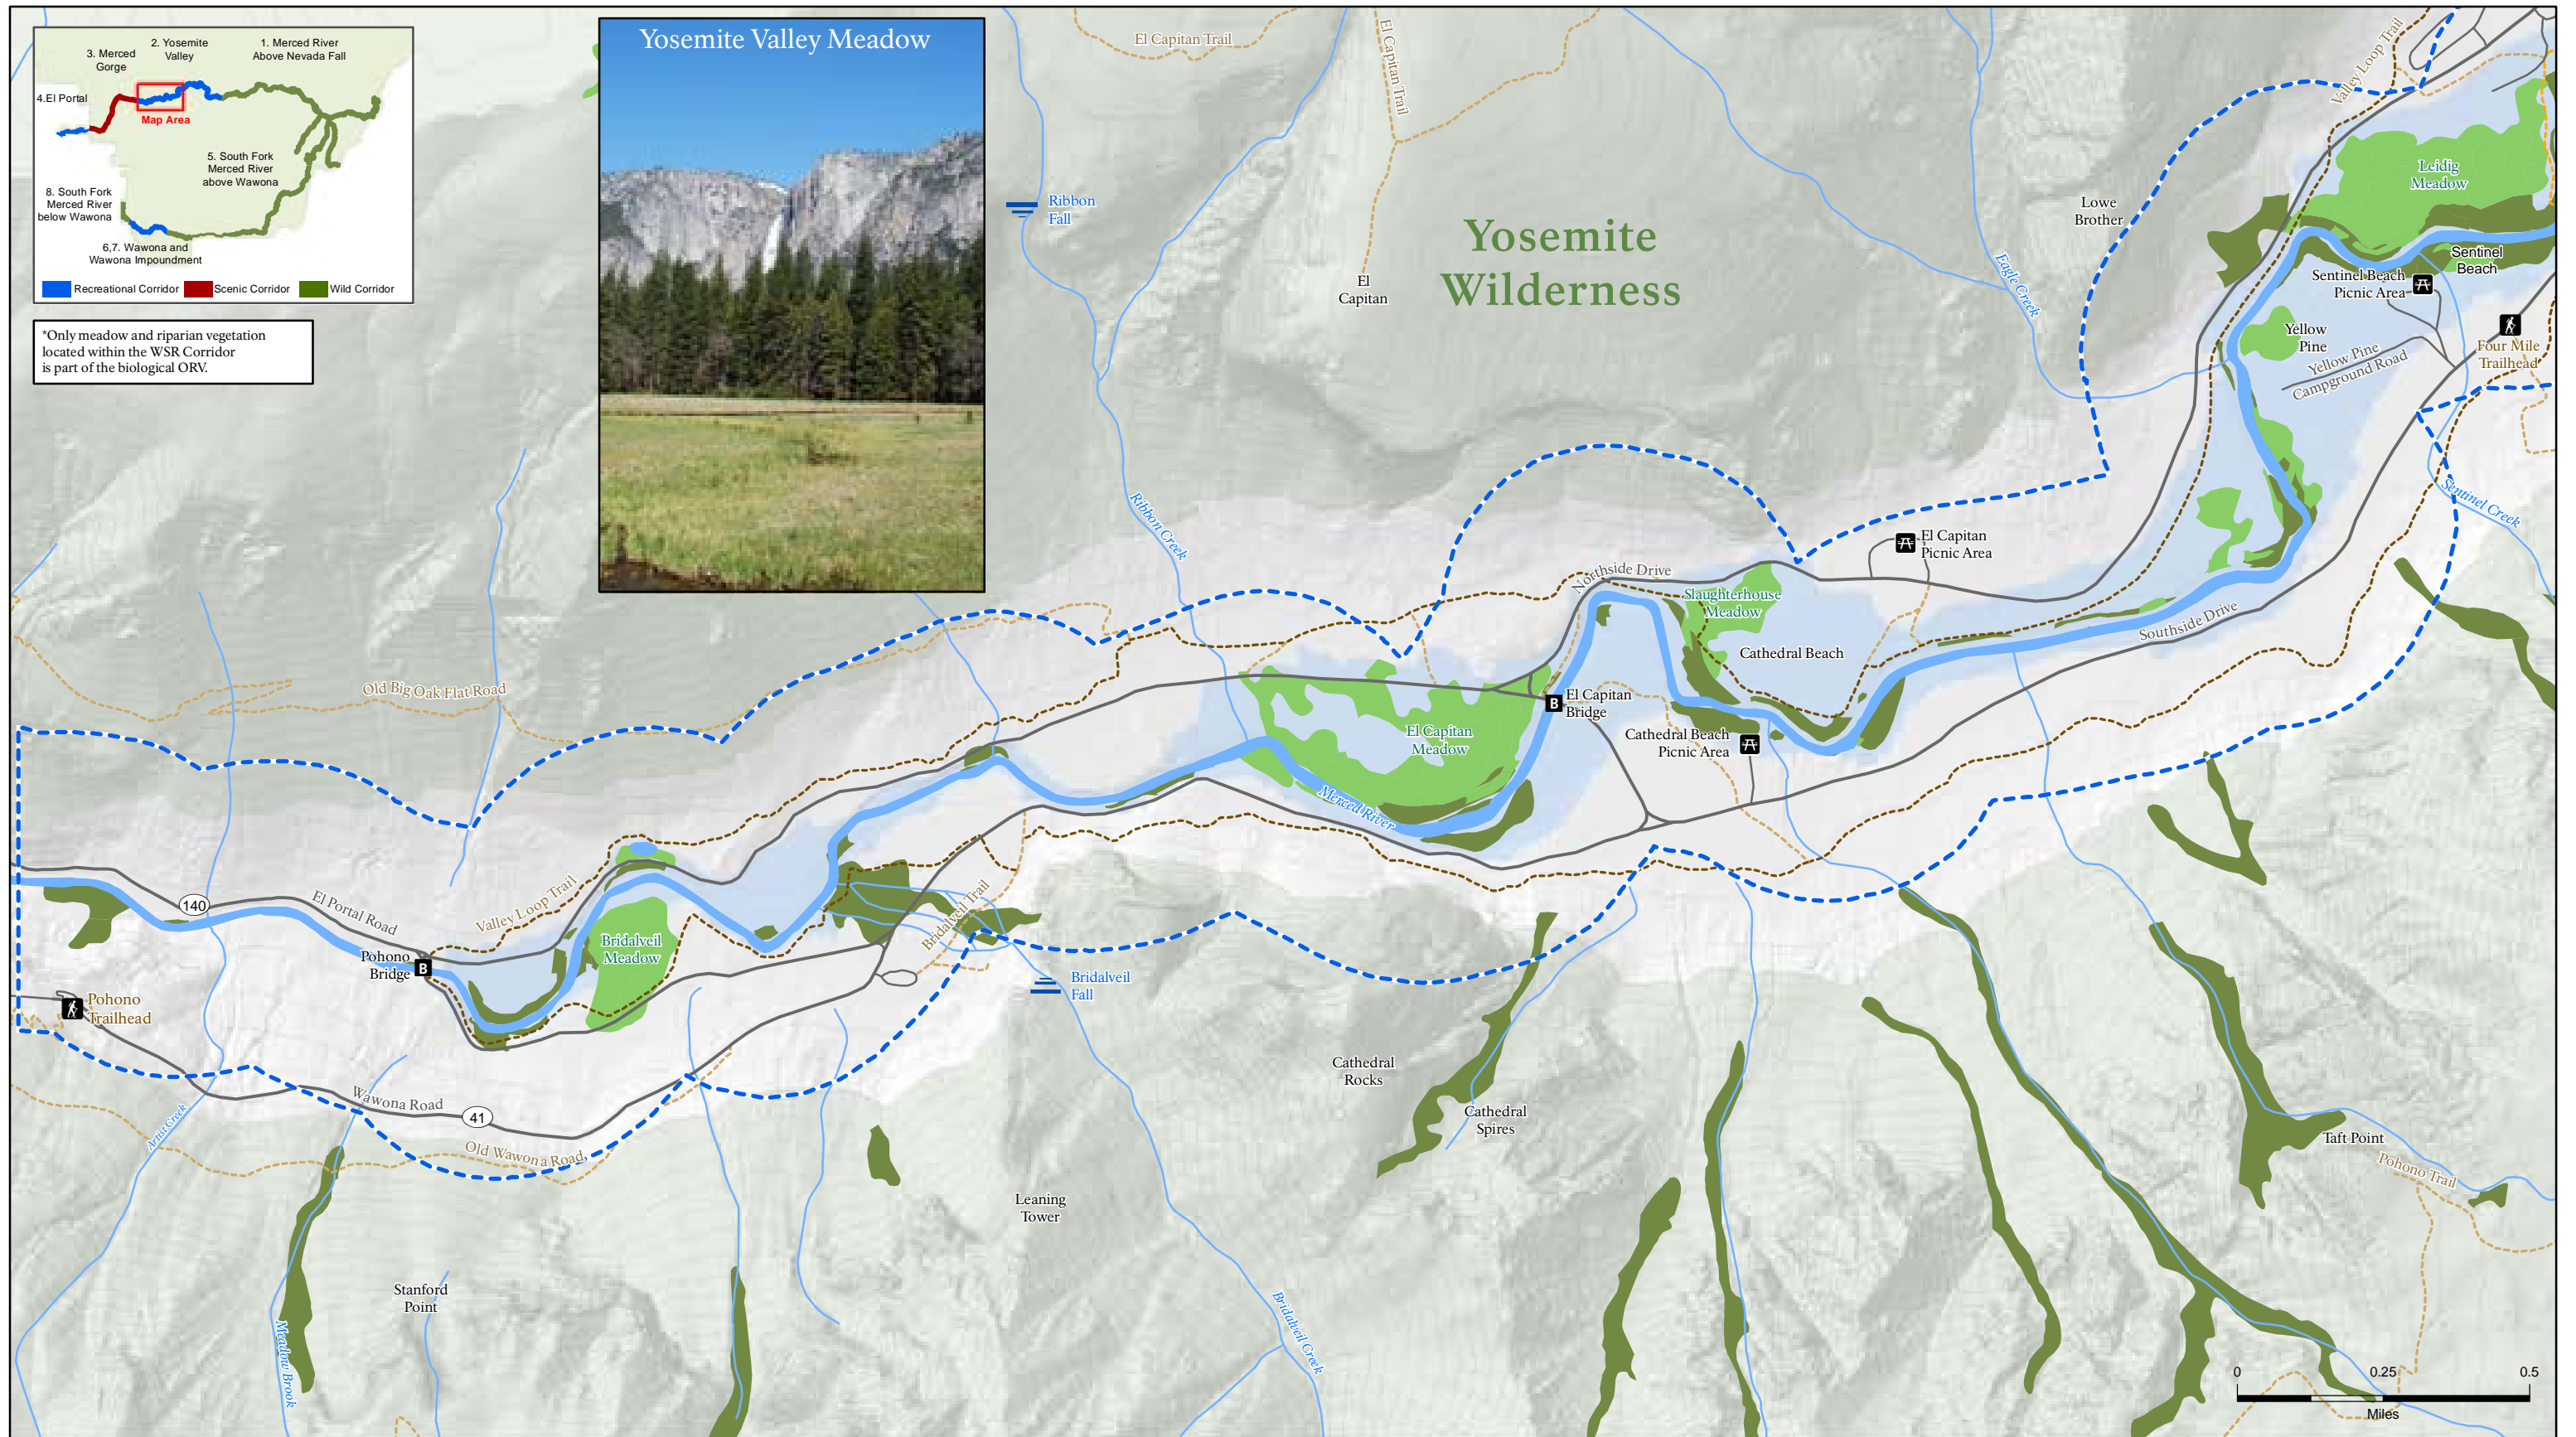 3. Merced
Gorge
2. Yosemite
Valley
1. Merced River
Above Nevada Fall
4.El Portal
Map Area
5. South Fork
Merced River
above Wawona
8. South Fork
Merced River
below Wawona
6,7. Wawona and
Wawona Impoundment
Recreational Corridor
Scenic Corridor
Wild Corridor
*Only meadow and riparian vegetation
located within the WSR Corridor
is part of the biological ORV.
Yosemite Valley Meadow
El Capitan Trail
El Capitan Trail
Valley Loop Trail
Ribbon
Fall
El
Capitan
Yosemite
Wilderness
Lowe
Brother
Eagle Creek
Leidig
Meadow
Sentinel
Beach
Sentinel Beach
Picnic Area
Yellow
Pine
Yellow Pine
Campground Road
Four Mile
Trailhead
Sentinel Creek
Ribbon Creek
El Capitan
Picnic Area
Northside Drive
Slaughterhouse
Meadow
Cathedral Beach
Southside Drive
Old Big Oak Flat Road
El Capitan
Bridge
B
El Capitan
Meadow
Cathedral Beach
Picnic Area
Merced River
140
El Portal Road
Valley Loop Trail
Bridalveil Trail
Pohono
Bridge
B
Bridalveil
Meadow
Bridalveil
Fall
Pohono
Trailhead
Cathedral
Rocks
Cathedral
Spires
Wawona Road
41
Artist Creek
Old Wawona Road
Taft Point
Pohono Trail
Leaning
Tower
Stanford
Point
Meadow Brook
Bridalveil Creek
0
0.25
0.5
Miles